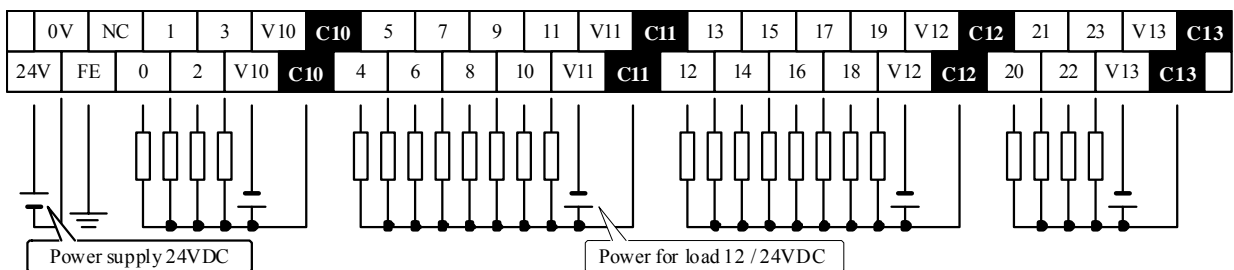 0V NC 1 3 V10 C10 5 7 9 11 V11 C11 13 15 17 19 V12 C12 21 23 V13 C13
24V FE 0 2 V10 C10 4 6 8 10 V11 C11 12 14 16 18 V12 C12 20 22 V13 C13
Power supply 24VDC Power for load 12 / 24VDC